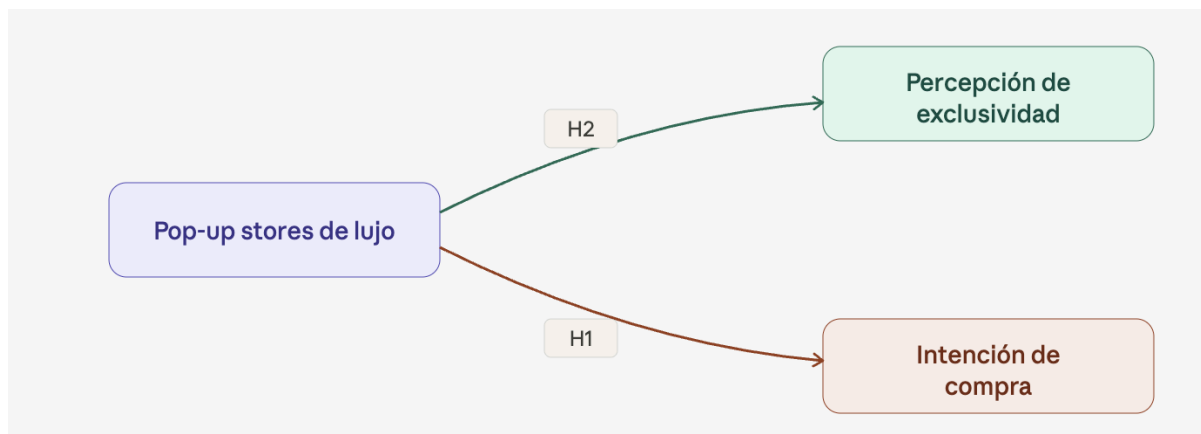 Percepción de
exclusividad
H2
Pop-up stores de lujo
H1
Intención de
compra